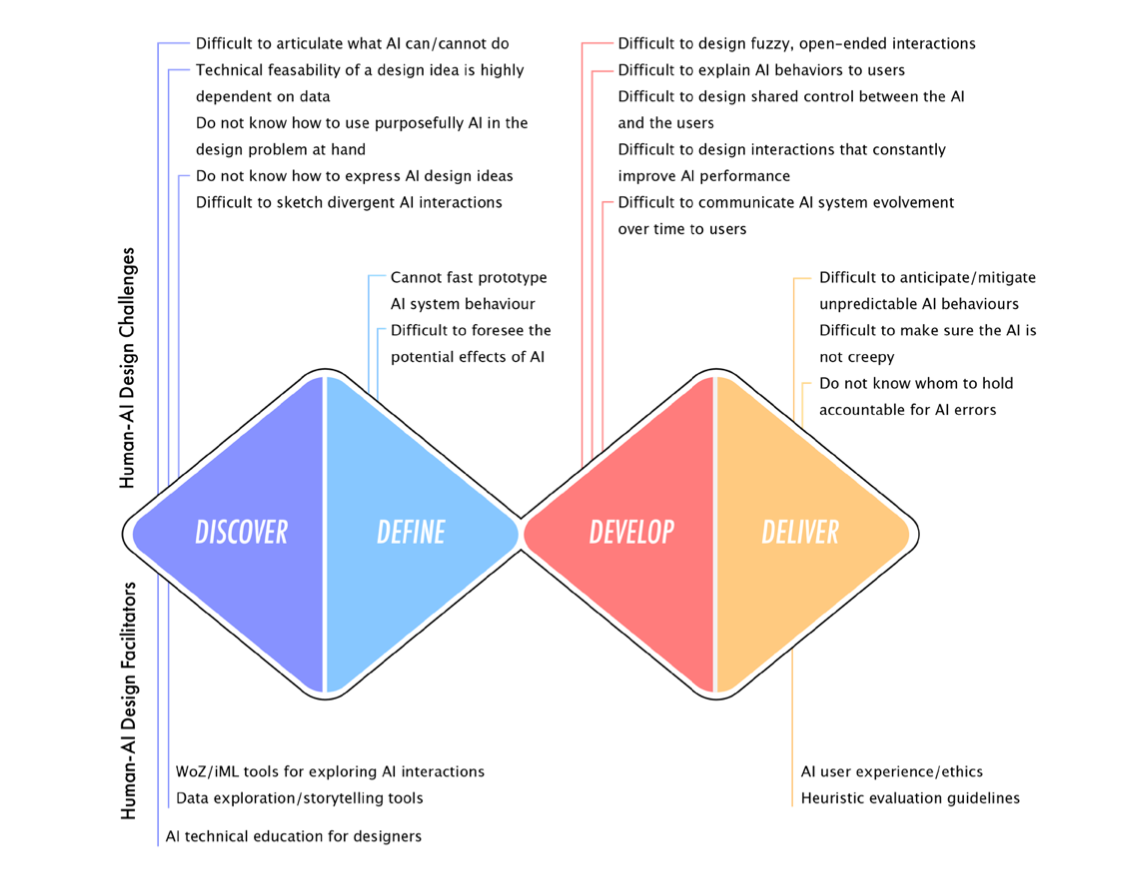 Difficult to articulate what AI can/cannot do
Technical feasability of a design idea is highly
dependent on data
Do not know how to use purposefully AI in the
design problem at hand
Do not know how to express AI design ideas
Difficult to sketch divergent AI interactions
Difficult to design fuzzy, open-ended interactions
Difficult to explain AI behaviors to users
Difficult to design shared control between the AI
and the users
Difficult to design interactions that constantly
improve AI performance
Difficult to communicate AI system evolvement
over time to users
Human-AI Design Challenges
Cannot fast prototype
AI system behaviour
Difficult to foresee the
potential effects of AI
Difficult to anticipate/mitigate
unpredictable AI behaviours
Difficult to make sure the AI is
not creepy
Do not know whom to hold
accountable for AI errors
DISCOVER
DEFINE
DEVELOP
DELIVER
Human-AI Design Facilitators
WoZ/iML tools for exploring AI interactions
Data exploration/storytelling tools
AI technical education for designers
AI user experience/ethics
Heuristic evaluation guidelines